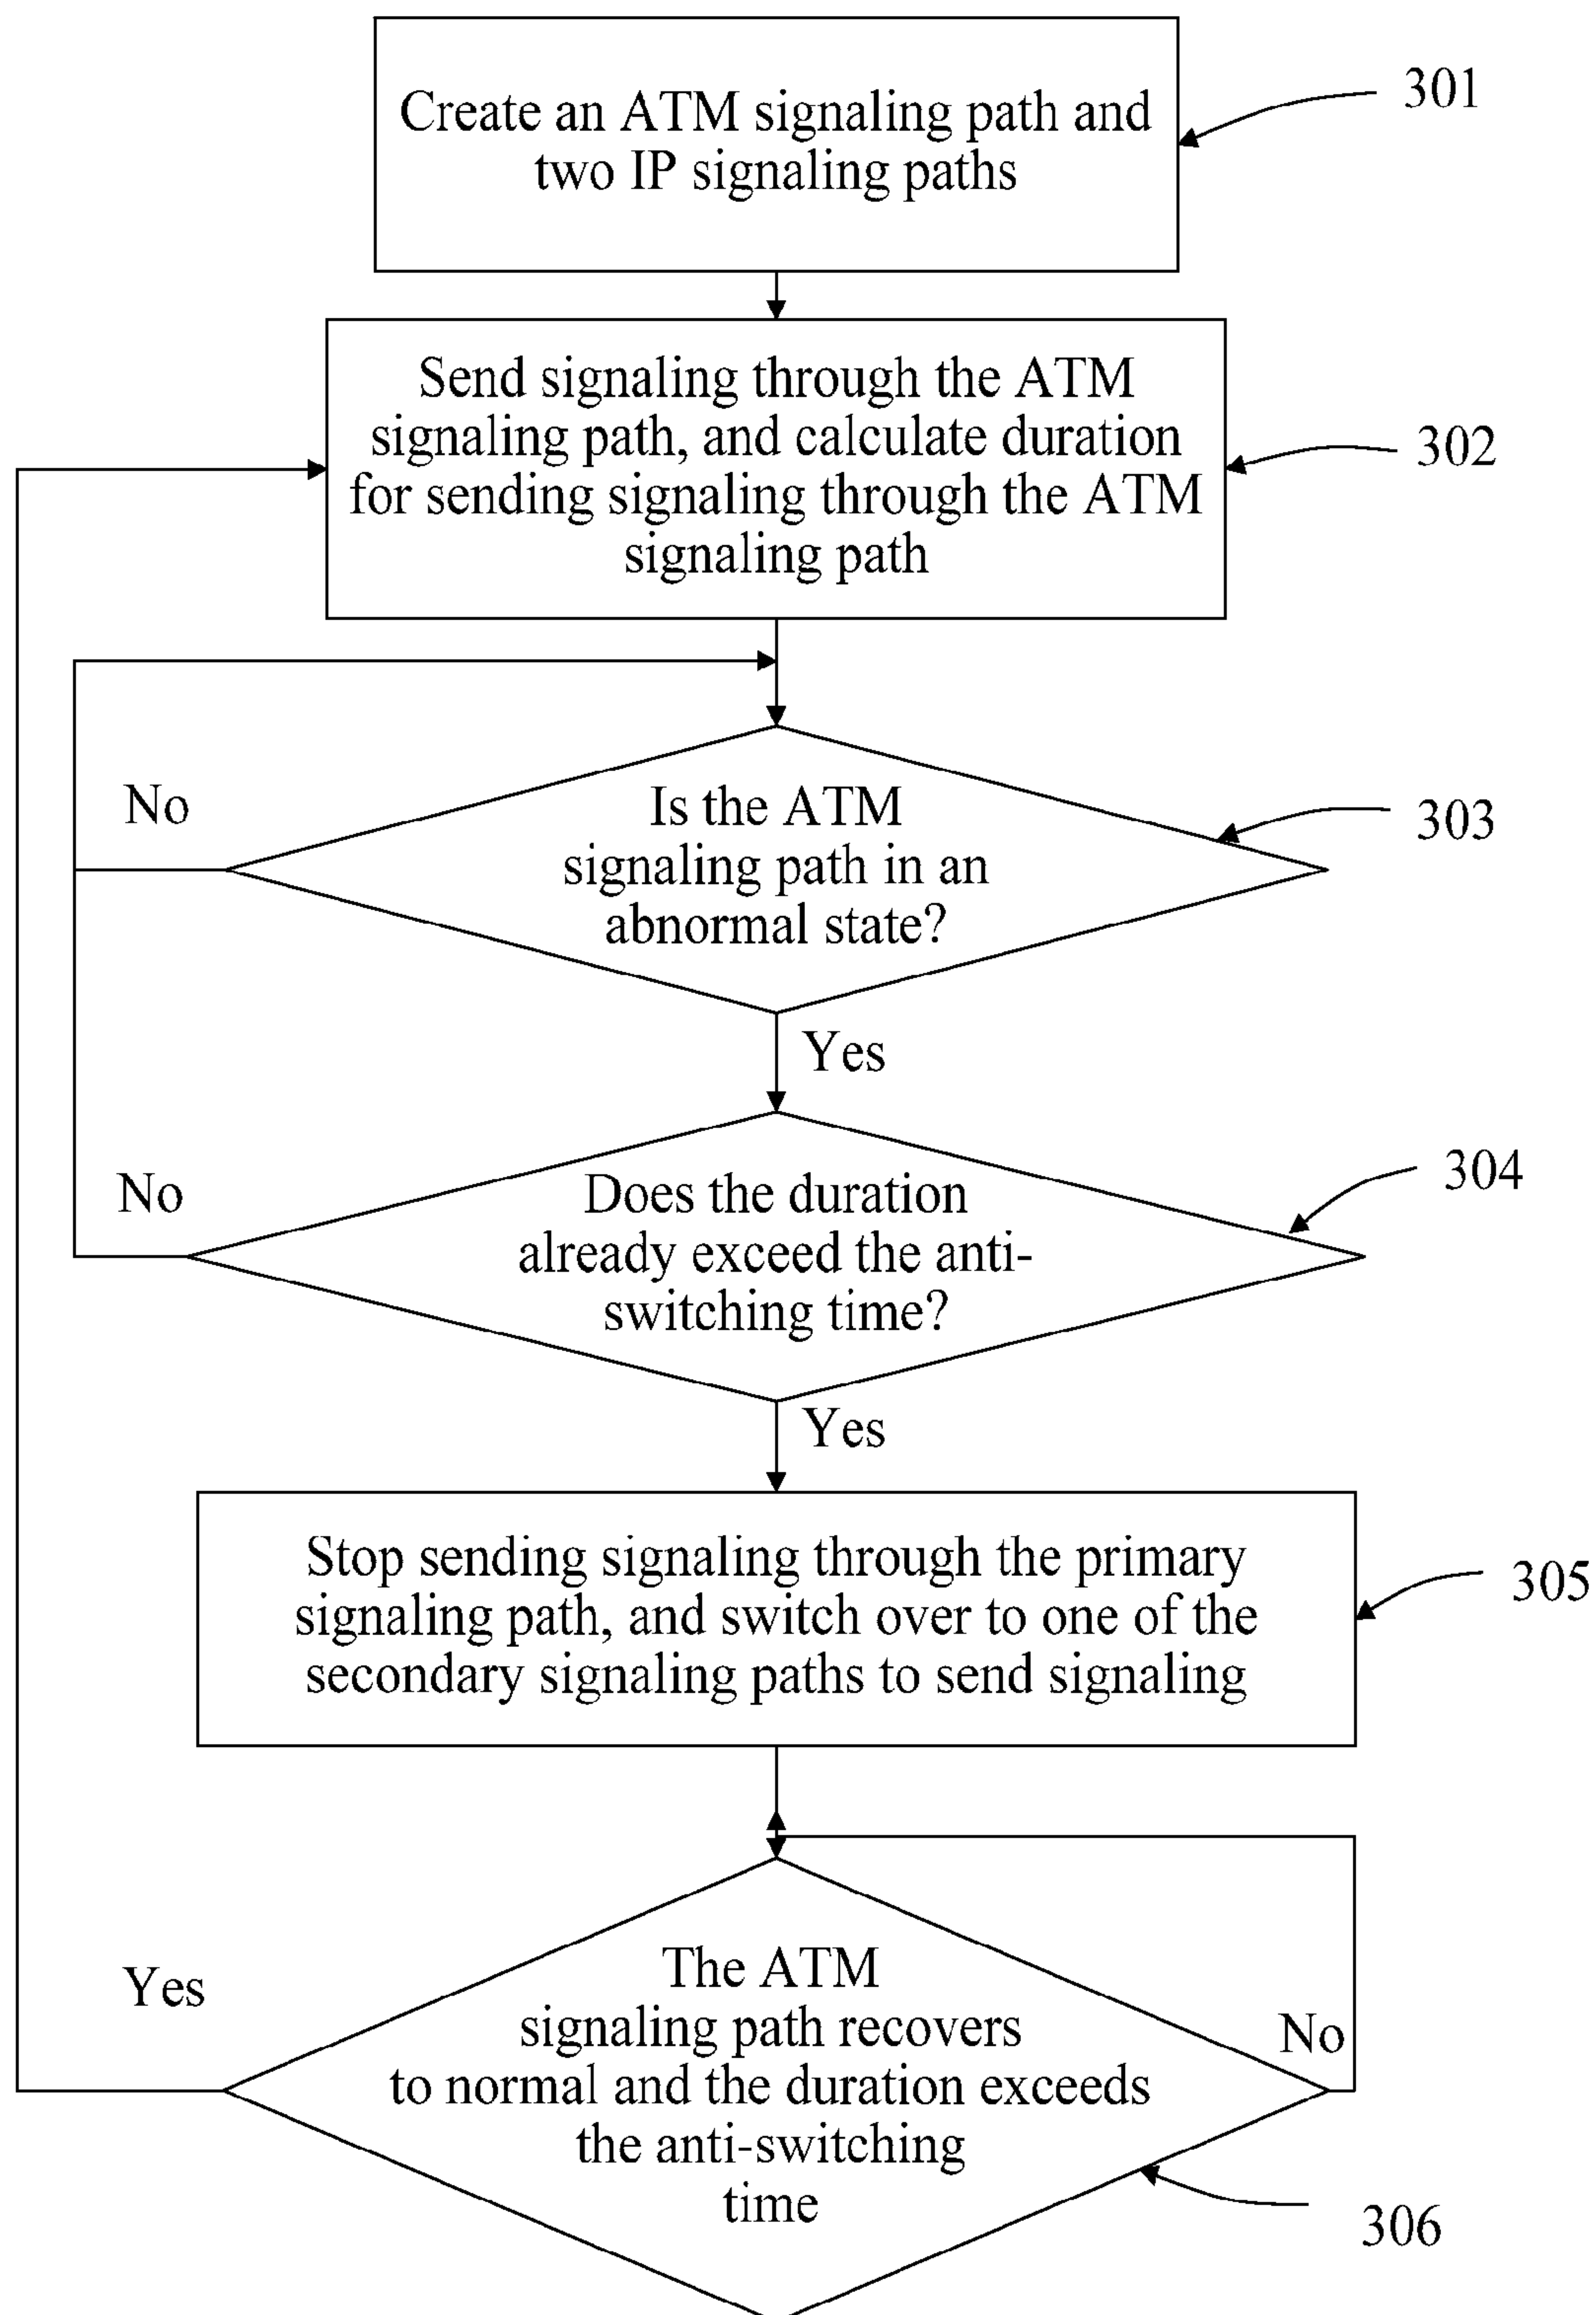 Create an ATM signaling path and
two IP signaling paths
301
Send signaling through the ATM
signaling path, and calculate duration
for sending signaling through the ATM
signaling path
302
No
Is the ATM
signaling path in an
abnormal state?
303
Yes
No
Does the duration
already exceed the anti-
switching time?
304
Yes
Stop sending signaling through the primary
signaling path, and switch over to one of the
secondary signaling paths to send signaling
305
Yes
The ATM
signaling path recovers
to normal and the duration exceeds
the anti-switching
time
No
306